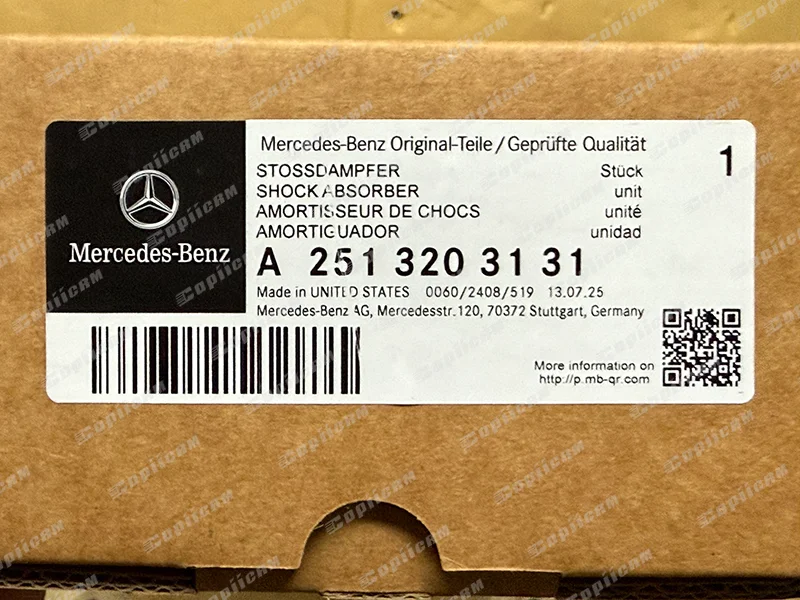 Mercedes-Benz Original-Teile / Geprüfte Qualität
STOSSDAMPFER Stück
SHOCK ABSORBER unit
AMORTISSEUR DE CHOCS unité
AMORTIGUADOR unidad
1
Mercedes-Benz
A 251 320 31 31
Made in UNITED STATES 0060/2408/519 13.07.25
Mercedes-Benz AG, Mercedesstr.120, 70372 Stuttgart, Germany
More information on
http://p.mb-qr.com
Copiicam